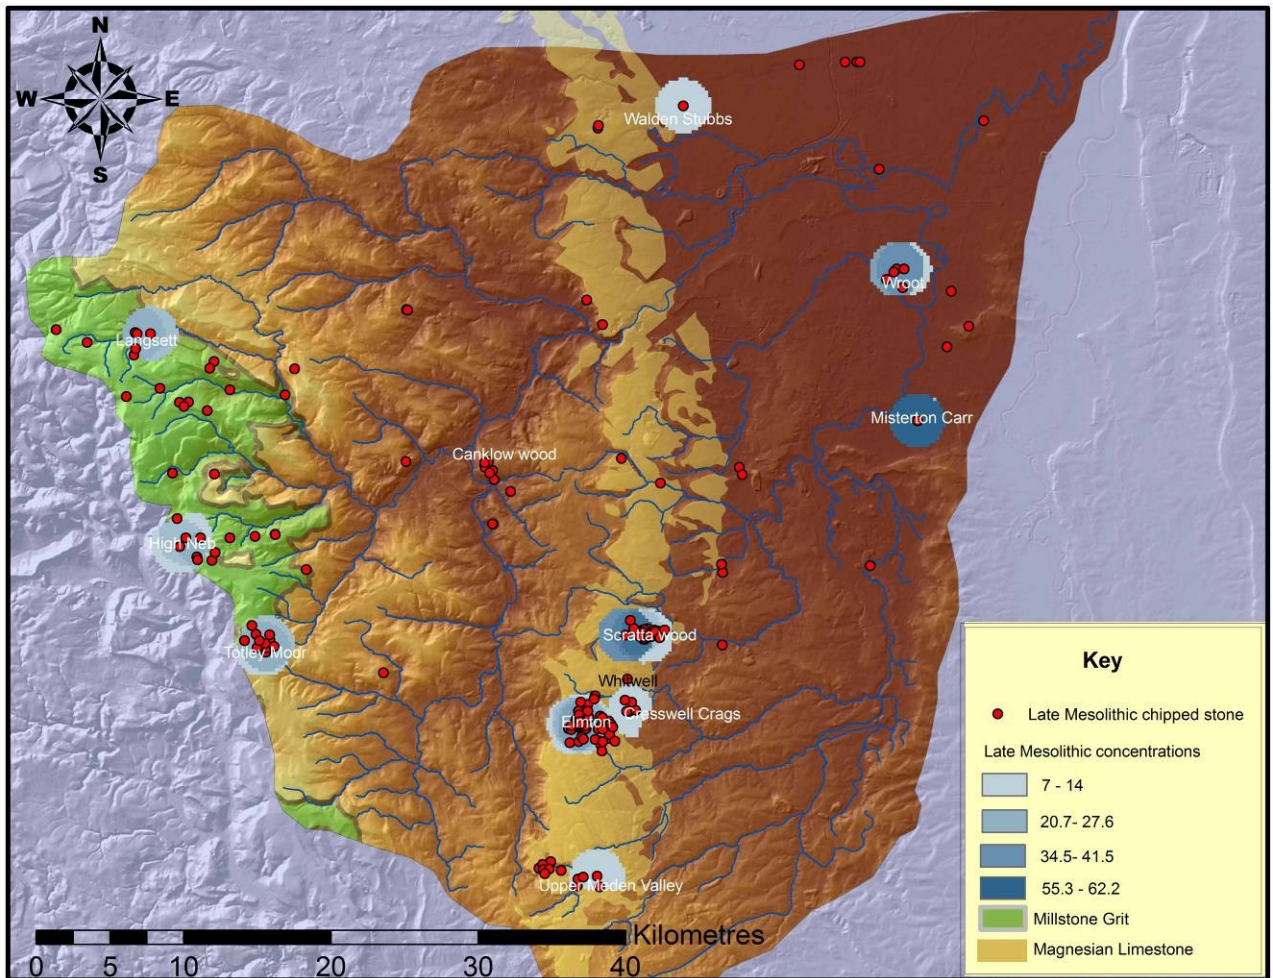 N
W
E
S
Walden Stubbs
Wroot
Langsett
Misterton Carr
Canklow wood
High Neb
Scratta wood
Totley Moor
Whitwell
Elmton
Cresswell Crags
Upper Meden Valley
Kilometres
0 5 10 20 30 40
Key
Late Mesolithic chipped stone
Late Mesolithic concentrations
7 - 14
20.7- 27.6
34.5- 41.5
55.3 - 62.2
Millstone Grit
Magnesian Limestone